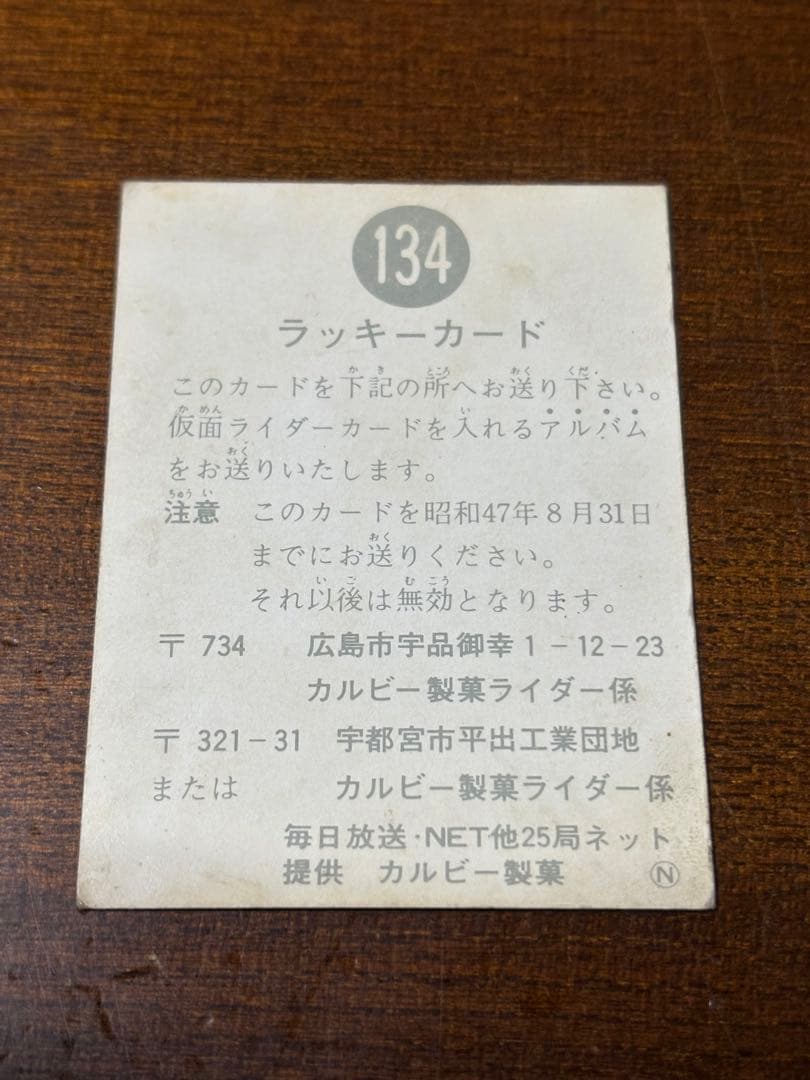 134
ラッキーカード
このカードを下記の所へお送り下さい。
仮面ライダーカードを入れるアルバム
をお送りいたします。
注意 このカードを昭和47年8月31日
までにお送りください。
それ以後は無効となります。
〒734 広島市宇品御幸1-12-23
カルビー製菓ライダー係
〒321-31 宇都宮市平出工業団地
または カルビー製菓ライダー係
毎日放送・NET他25局ネット
提供 カルビー製菓 Ⓝ